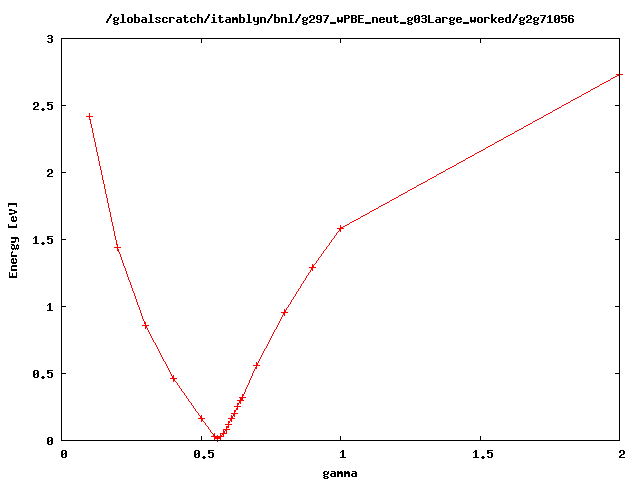 /globalscratch/itamblyn/bnl/g297_wPBE_neut_g03Large_worked/g2g71056
3
2.5
2
1.5
1
0.5
0
Energy [eV]
0 0.5 1 1.5 2
gamma